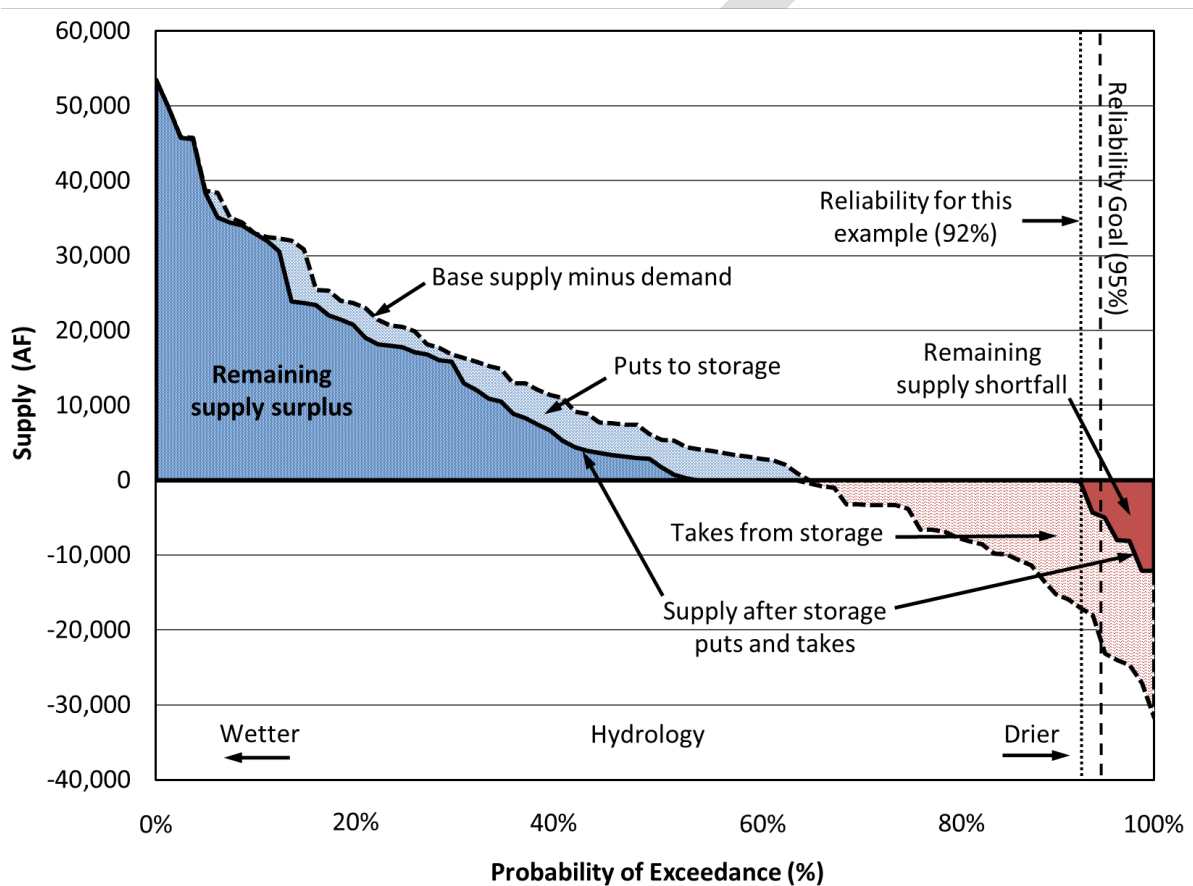 60,000
50,000
40,000
30,000
20,000
10,000
0
-10,000
-20,000
-30,000
-40,000
Supply (AF)
Reliability for this
example (92%)
Reliability Goal (95%)
Base supply minus demand
Puts to storage
Remaining
supply shortfall
Remaining
supply surplus
Takes from storage
Supply after storage
puts and takes
Wetter
Hydrology
Drier
0%
20%
40%
60%
80%
100%
Probability of Exceedance (%)